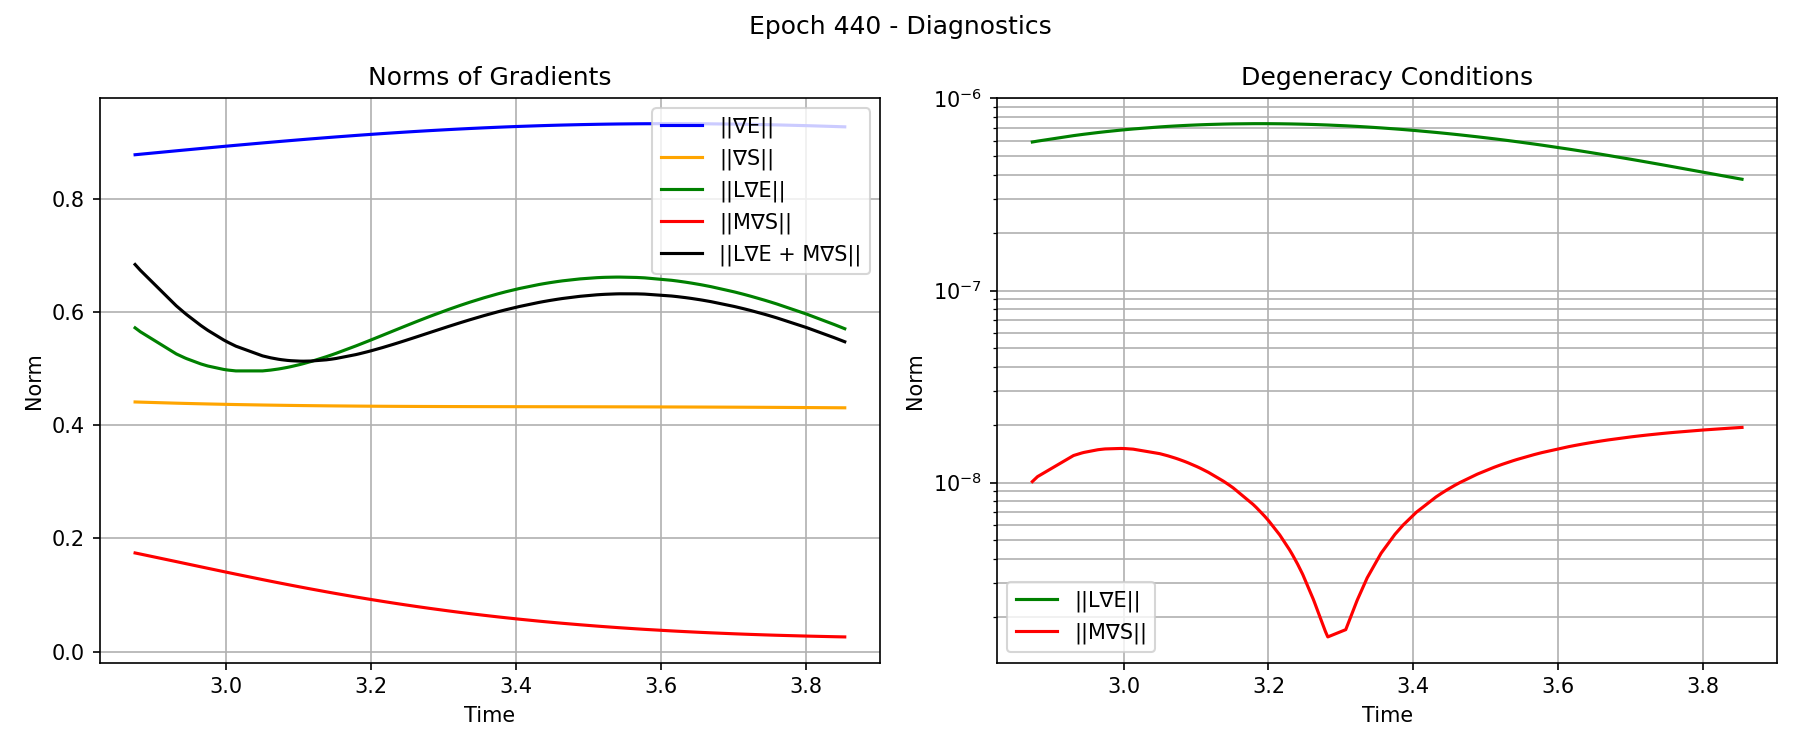 Epoch 440 - Diagnostics
Norms of Gradients
||∇E||
||∇S||
||L∇E||
||M∇S||
||L∇E + M∇S||
Norm
0.8
0.6
0.4
0.2
0.0
3.0 3.2 3.4 3.6 3.8
Time
Degeneracy Conditions
Norm
10⁻⁶
10⁻⁷
10⁻⁸
||L∇E||
||M∇S||
3.0 3.2 3.4 3.6 3.8
Time